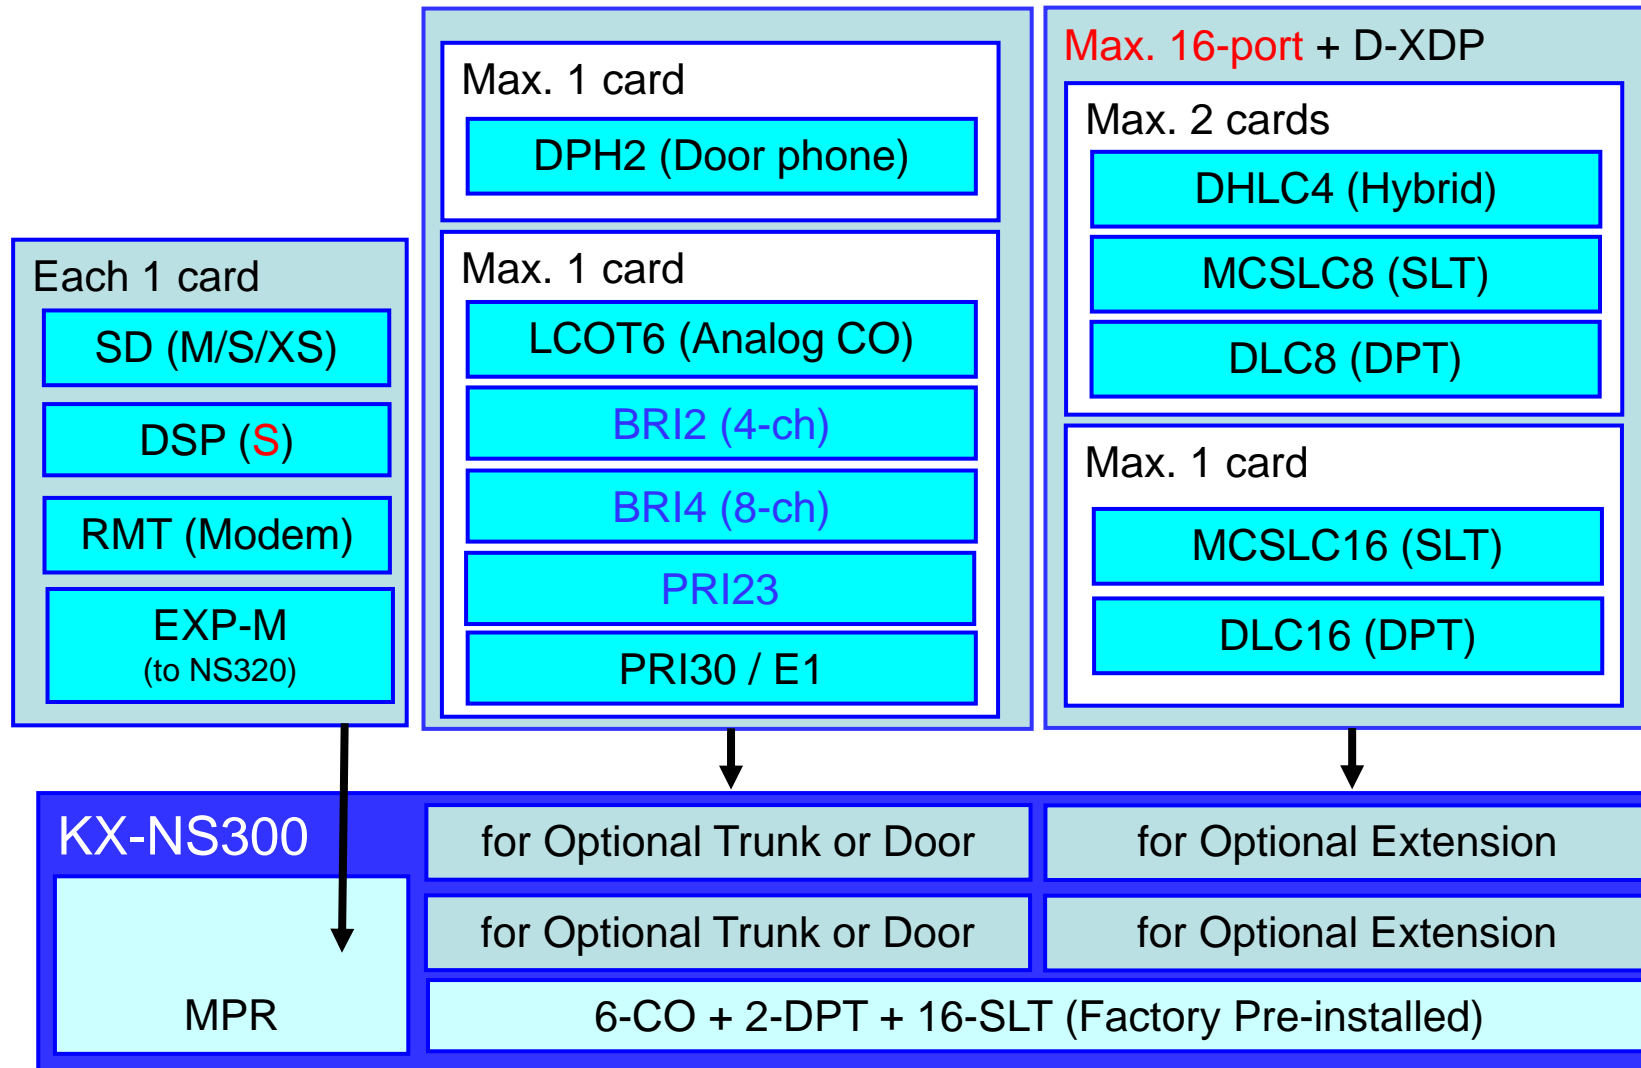 Each 1 card
SD (M/S/XS)
DSP (S)
RMT (Modem)
EXP-M
(to NS320)
Max. 1 card
DPH2 (Door phone)
Max. 1 card
LCOT6 (Analog CO)
BRI2 (4-ch)
BRI4 (8-ch)
PRI23
PRI30 / E1
Max. 16-port + D-XDP
Max. 2 cards
DHLC4 (Hybrid)
MCSLC8 (SLT)
DLC8 (DPT)
Max. 1 card
MCSLC16 (SLT)
DLC16 (DPT)
KX-NS300
MPR
for Optional Trunk or Door
for Optional Extension
for Optional Trunk or Door
for Optional Extension
6-CO + 2-DPT + 16-SLT (Factory Pre-installed)